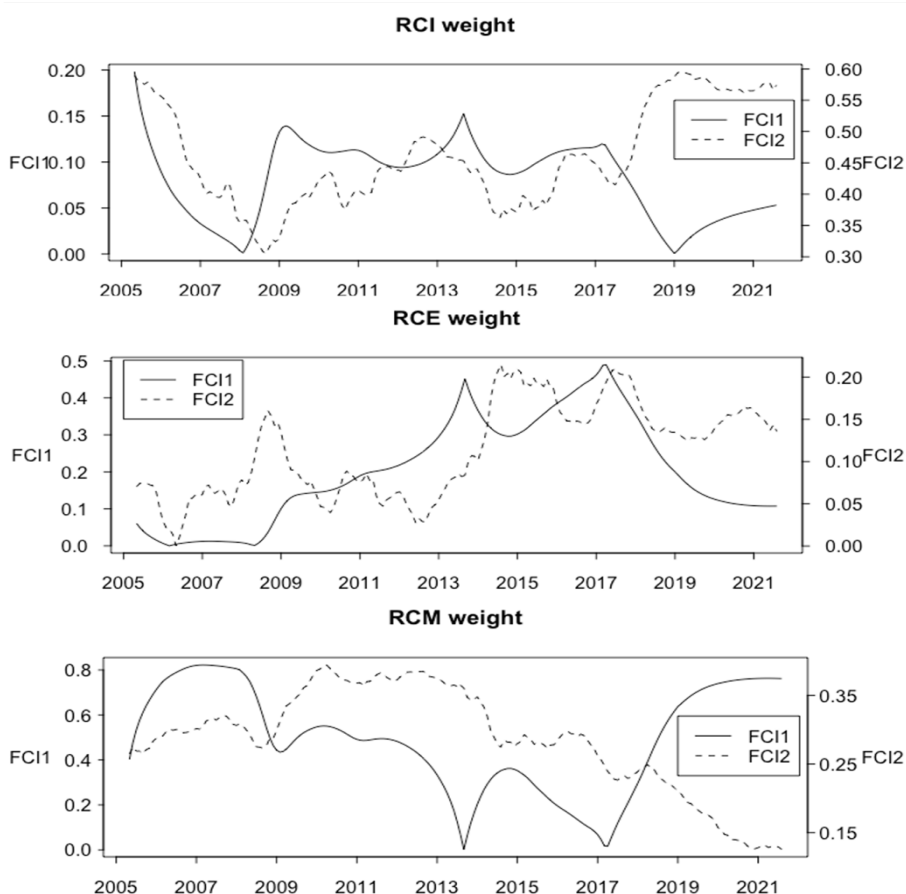 RCI weight
0.20 0.60
0.15 0.55
FCI1 0.50
FCI2
FCI1 0.10 0.45 FCI2
0.40
0.05 0.35
0.00 0.30
2005 2007 2009 2011 2013 2015 2017 2019 2021
RCE weight
0.5
FCI1 0.20
0.4 FCI2
0.15
0.3
FCI1 0.10 FCI2
0.2
0.05
0.1
0.0 0.00
2005 2007 2009 2011 2013 2015 2017 2019 2021
RCM weight
0.8
0.35
0.6
FCI1
FCI1 0.4 FCI2 0.25 FCI2
0.2
0.15
0.0
2005 2007 2009 2011 2013 2015 2017 2019 2021